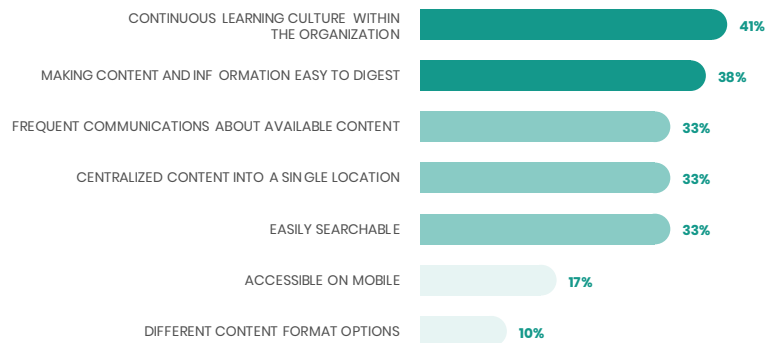 CONTINUOUS LEARNING CULTURE WITHIN
THE ORGANIZATION
41%
MAKING CONTENT AND INF ORMATION EASY TO DIGEST
38%
FREQUENT COMMUNICATIONS ABOUT AVAILABLE CONTENT
33%
CENTRALIZED CONTENT INTO A SIN GLE LOCATION
33%
EASILY SEARCHABLE
33%
ACCESSIBLE ON MOBILE
17%
DIFFERENT CONTENT FORMAT OPTIONS
10%